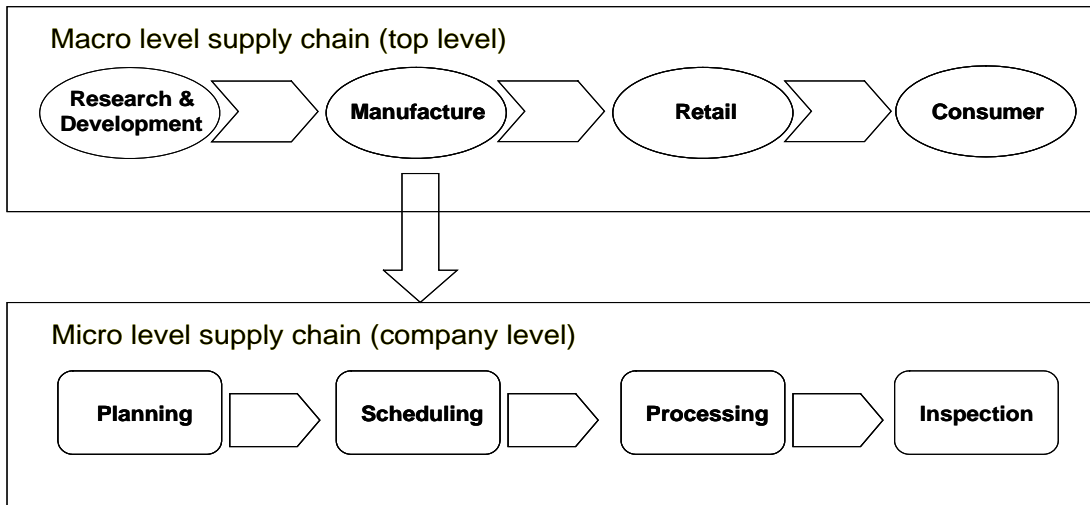 Macro level supply chain (top level)
Research &
Development
Manufacture
Retail
Consumer
Micro level supply chain (company level)
Planning
Scheduling
Processing
Inspection